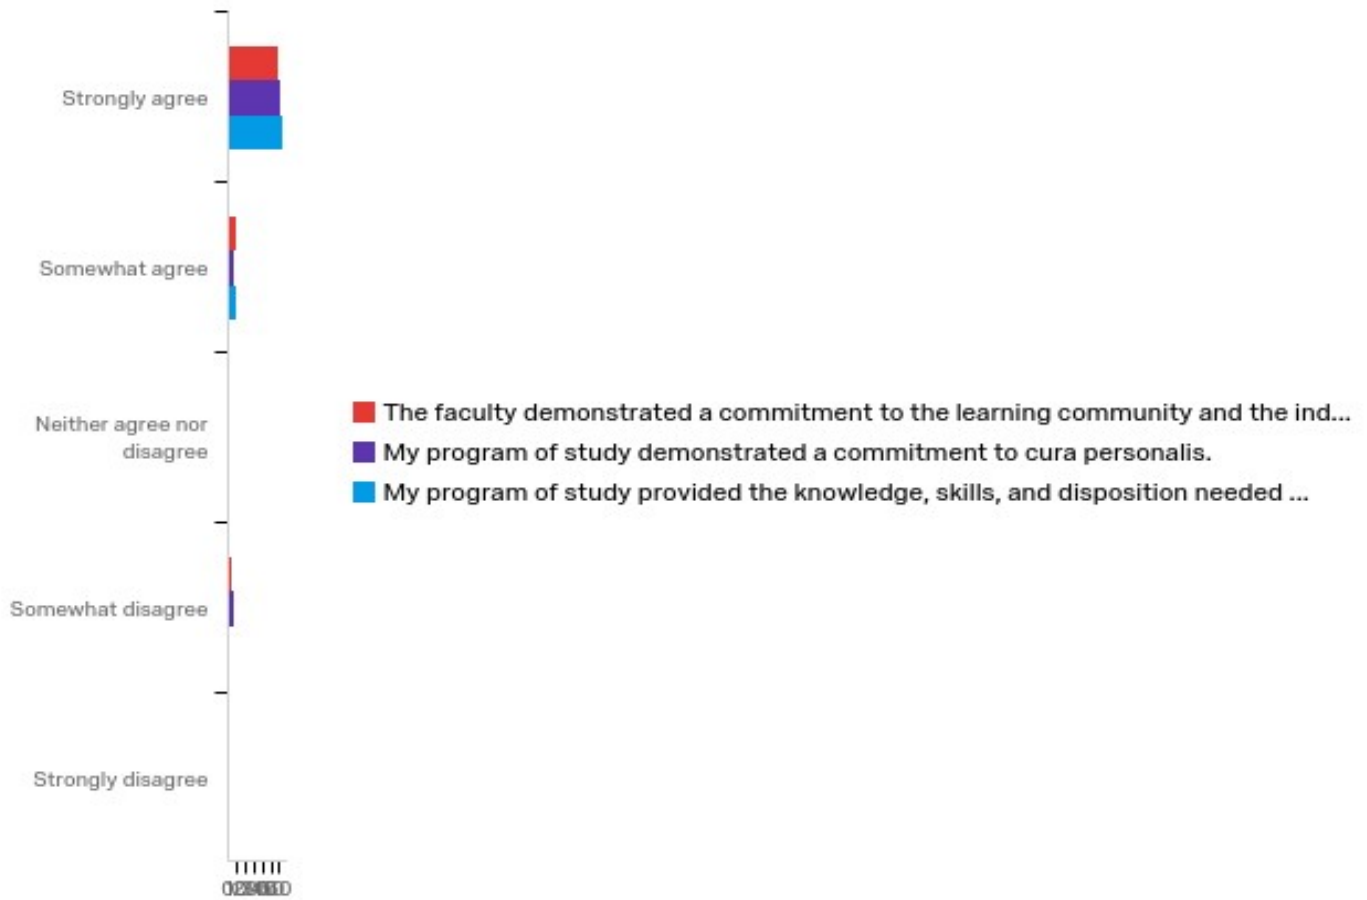 Strongly agree
Somewhat agree
Neither agree nor
disagree
The faculty demonstrated a commitment to the learning community and the ind...
My program of study demonstrated a commitment to cura personalis.
My program of study provided the knowledge, skills, and disposition needed ...
Somewhat disagree
Strongly disagree